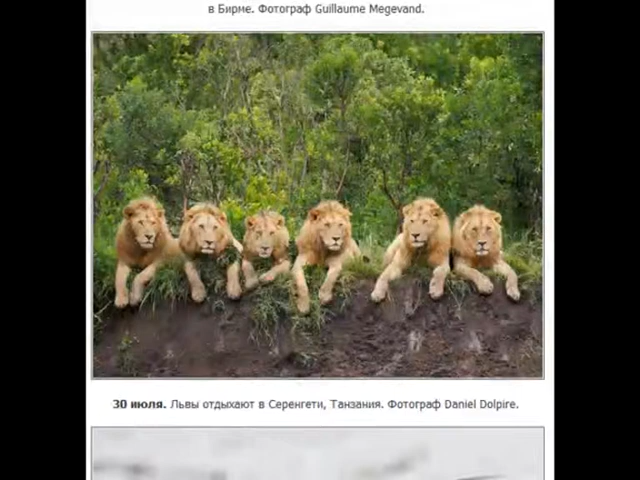 в Бирме. Фотограф Guillaume Megevand.
30 июля. Львы отдыхают в Серенгети, Танзания. Фотограф Daniel Dolpire.